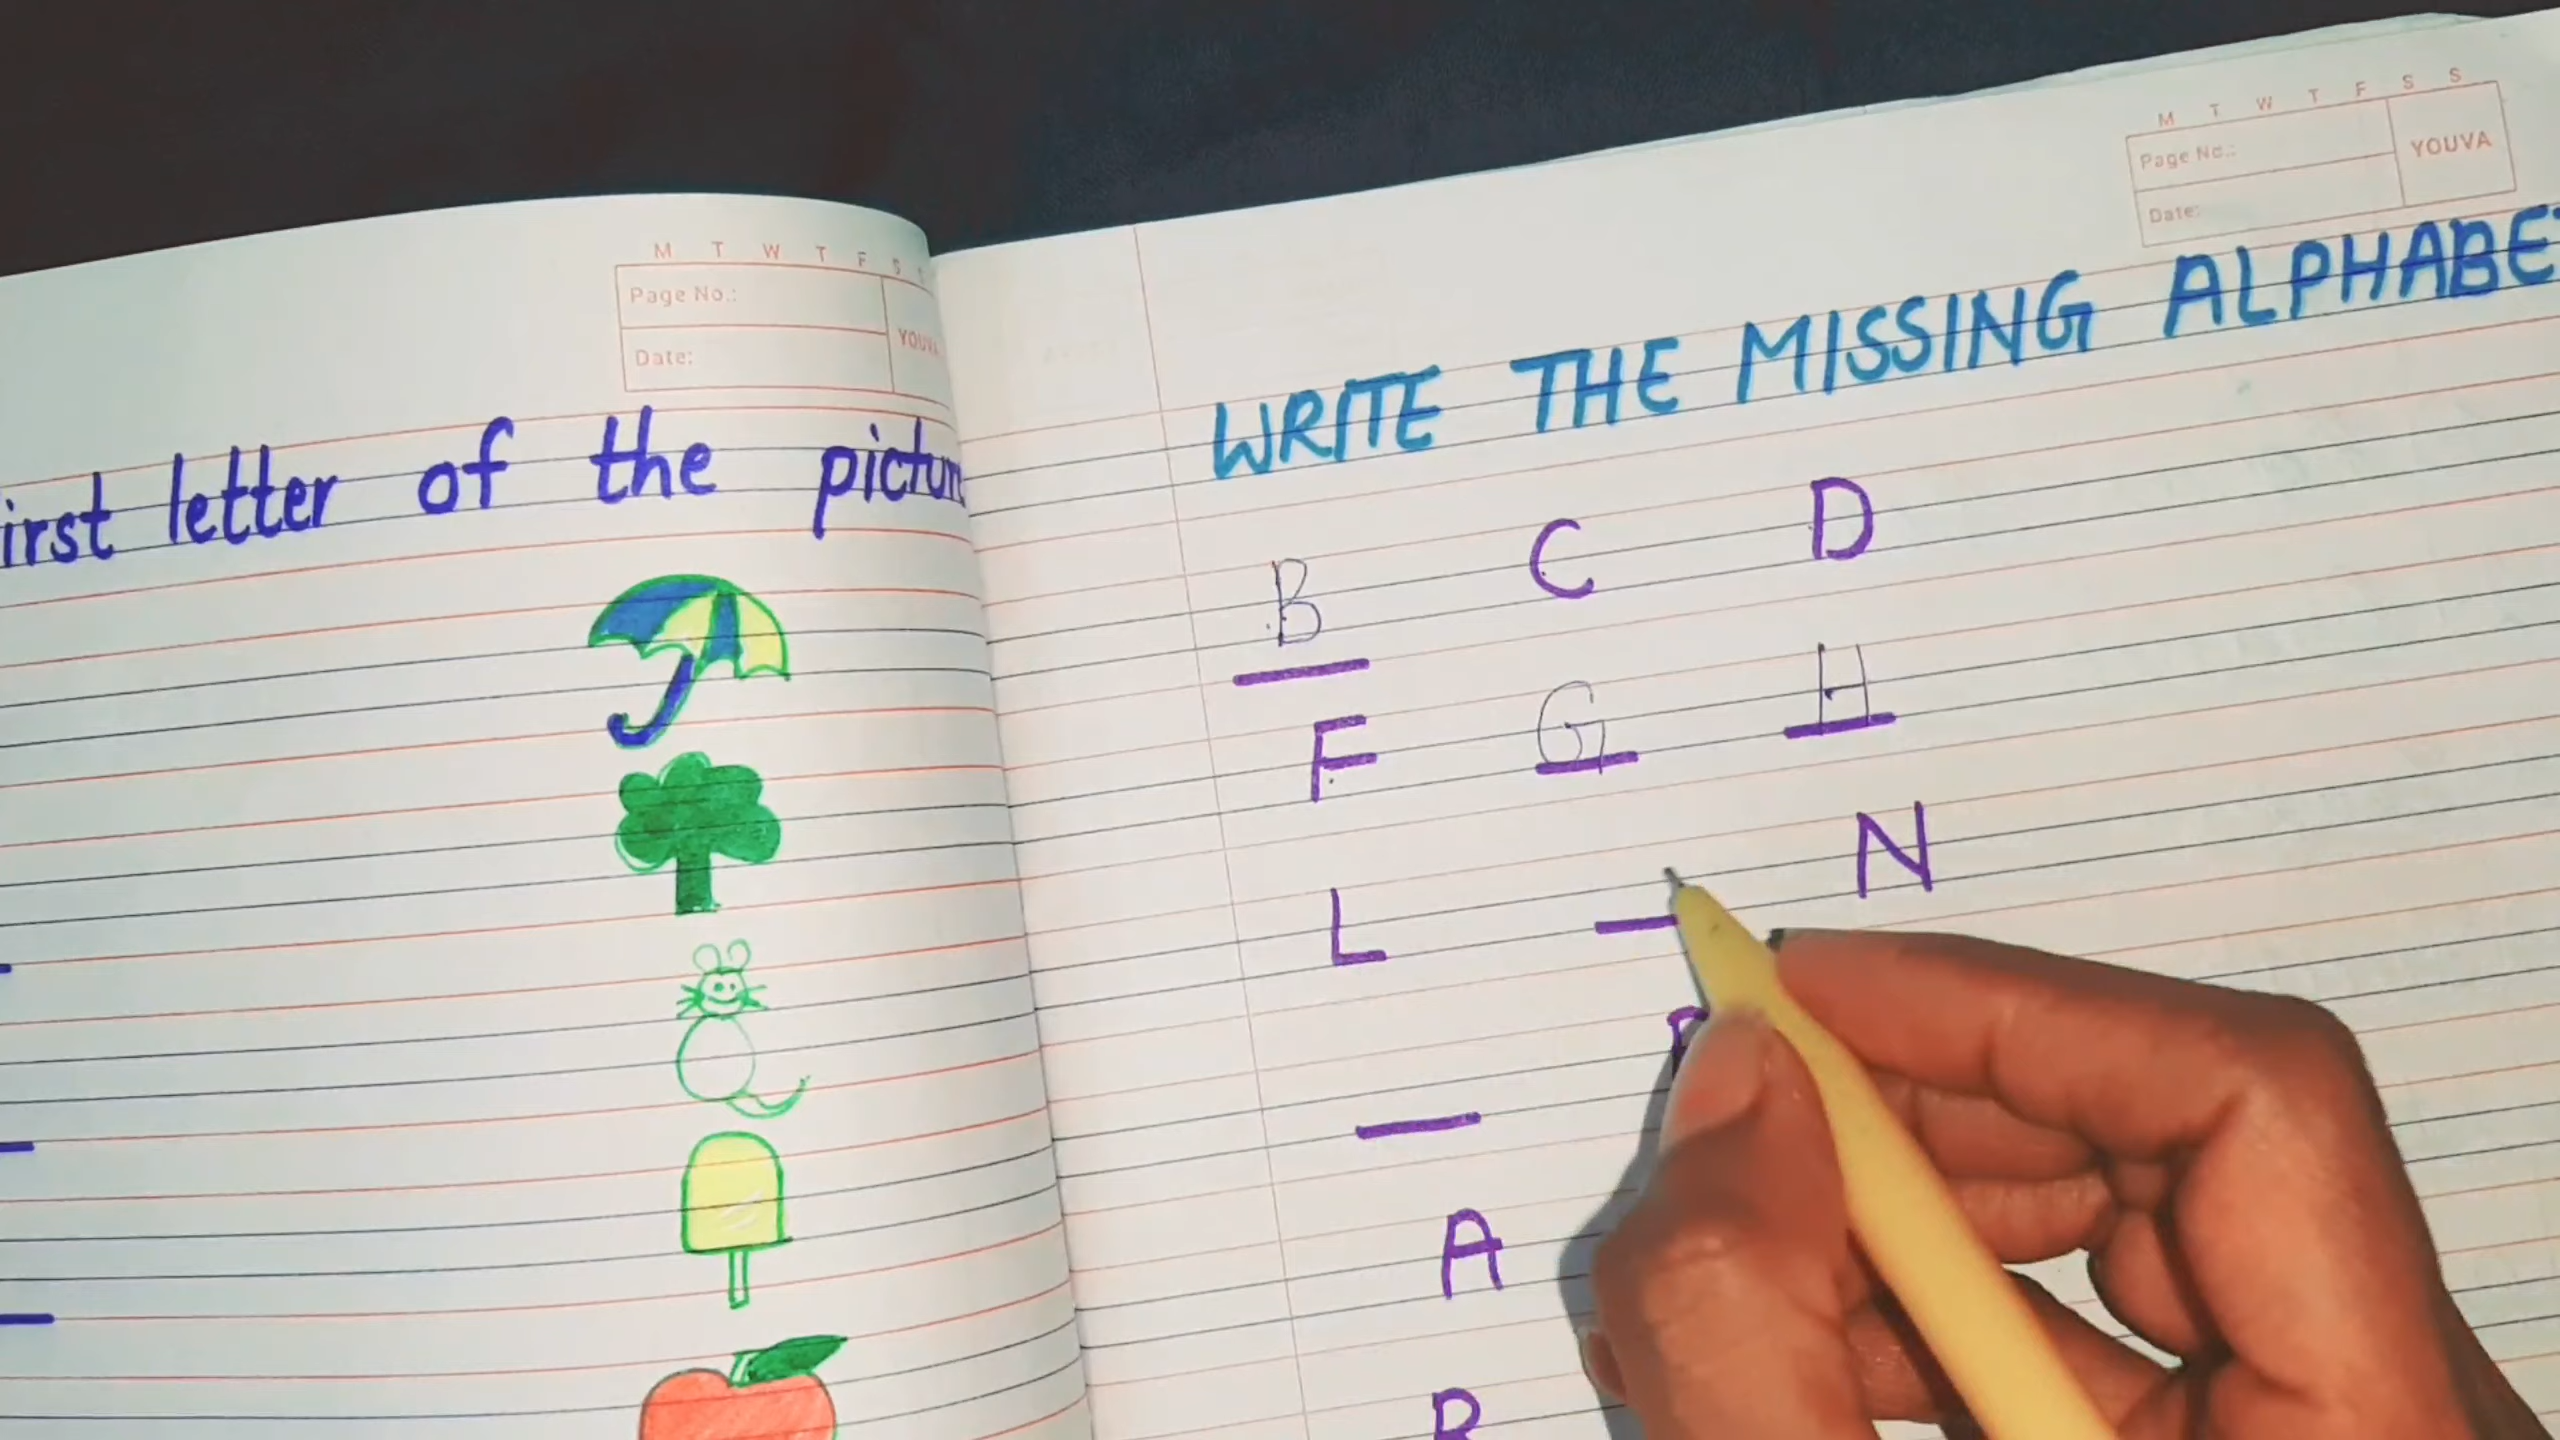 M T W T F S S
Page No.:
Date:
YOUVA
irst letter of the pictur
M T W T F S S
Page No.:
Date:
YOUVA
WRITE THE MISSING ALPHABE
B C D
F G H
L N
A